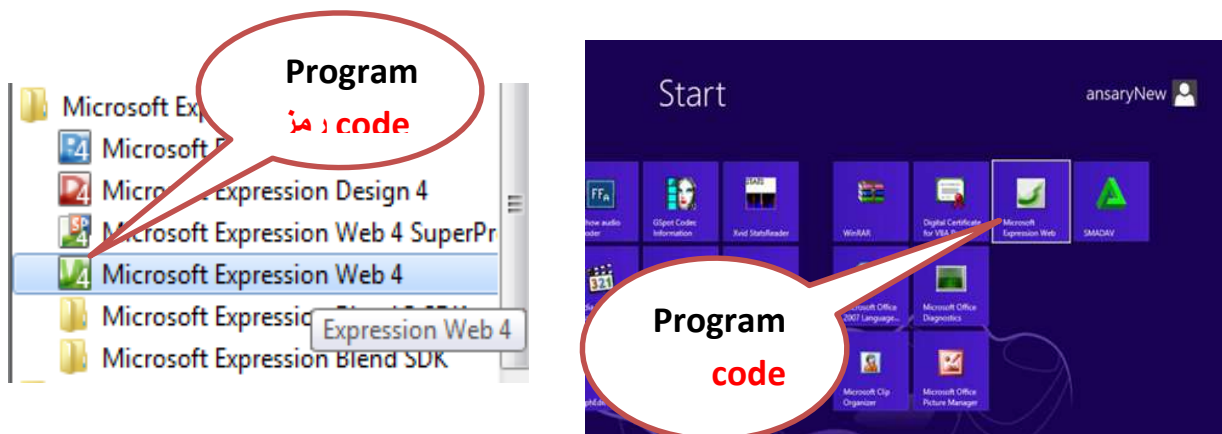 Program
رمز code
Microsoft Exp
Microsoft E
Microsoft Expression Design 4
Microsoft Expression Web 4 SuperPr
Microsoft Expression Web 4
Microsoft Expressio
Expression Web 4
Microsoft Expression Blend SDK
Start
ansaryNew
how audio
oder
GSpot Codec
Information
Xvid StatsReader
WinRAR
Digital Certificate
for VBA
Microsoft
Expression Web
SMADAV
Program
code
Microsoft Office
2007 Language...
Microsoft Office
Diagnostics
Microsoft Clip
Organizer
Microsoft Office
Picture Manager